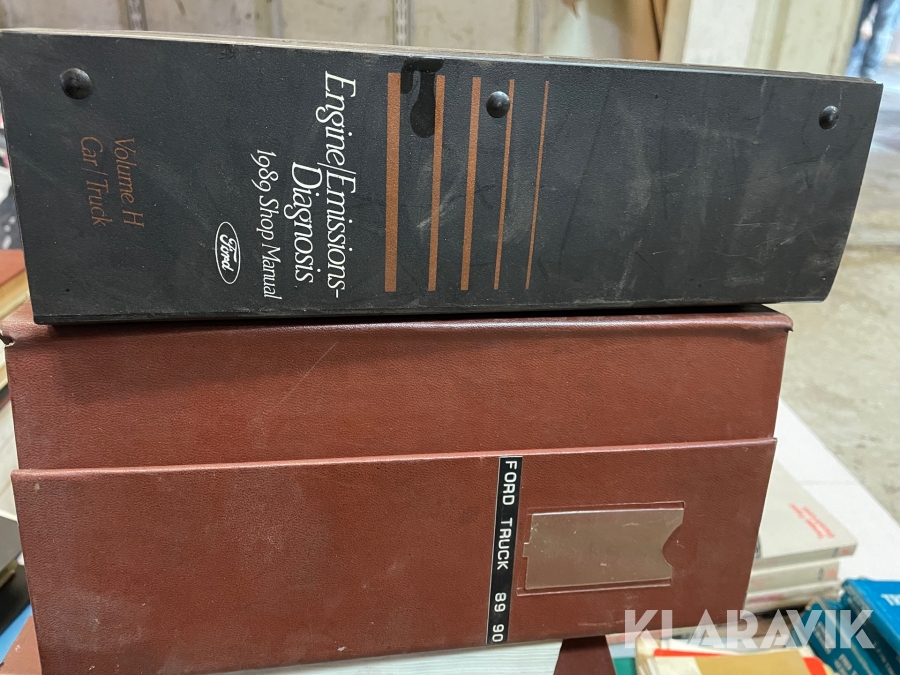 Engine/Emissions-
Diagnosis
1989 Shop Manual
Ford
Volume H
Car/Truck
FORD TRUCK 89 90
KLARAVIK